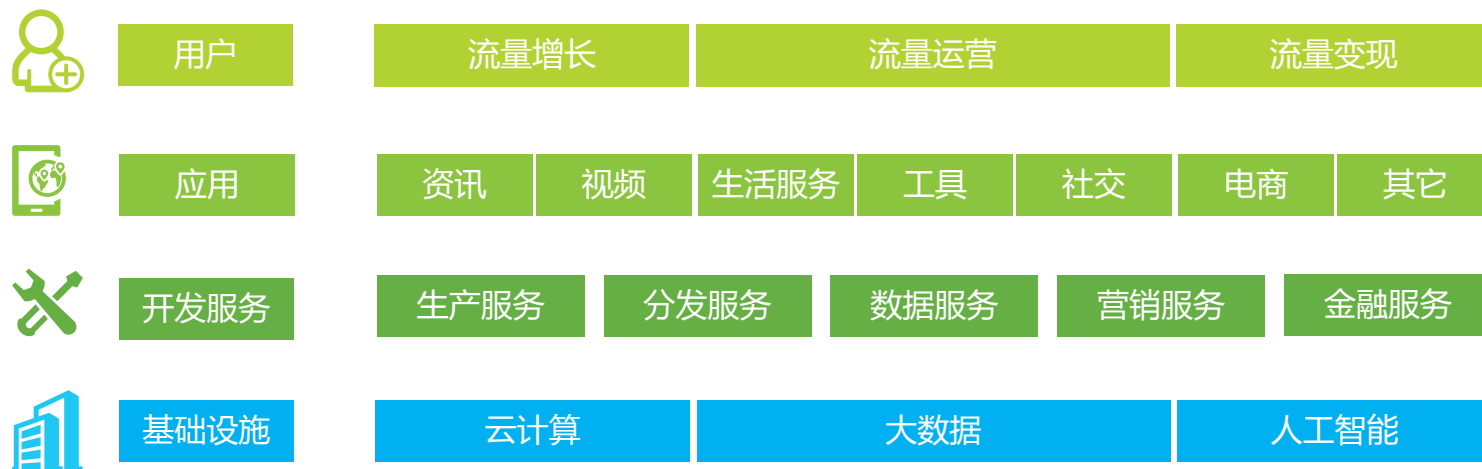 用户 流量增长 流量运营 流量变现
应用 资讯 视频 生活服务 工具 社交 电商 其它
开发服务 生产服务 分发服务 数据服务 营销服务 金融服务
基础设施 云计算 大数据 人工智能